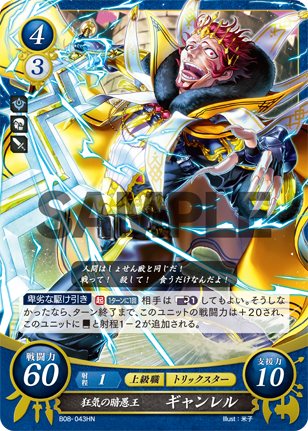 4
3
SAMPLE
人間はしょせん獣と同じだ！
戦って！ 殺して！ 食うだけなんだよ！
卑劣な駆け引き 起 1ターンに1回 相手は 1 してもよい。そうしな
かったなら、ターン終了まで、このユニットの戦闘力は＋20され、
このユニットに と射程1－2が追加される。
戦闘力
60
射程 1 上級職 トリックスター
支援力
10
狂気の暗愚王 ギャンレル
B08-043HN
Illust：米子